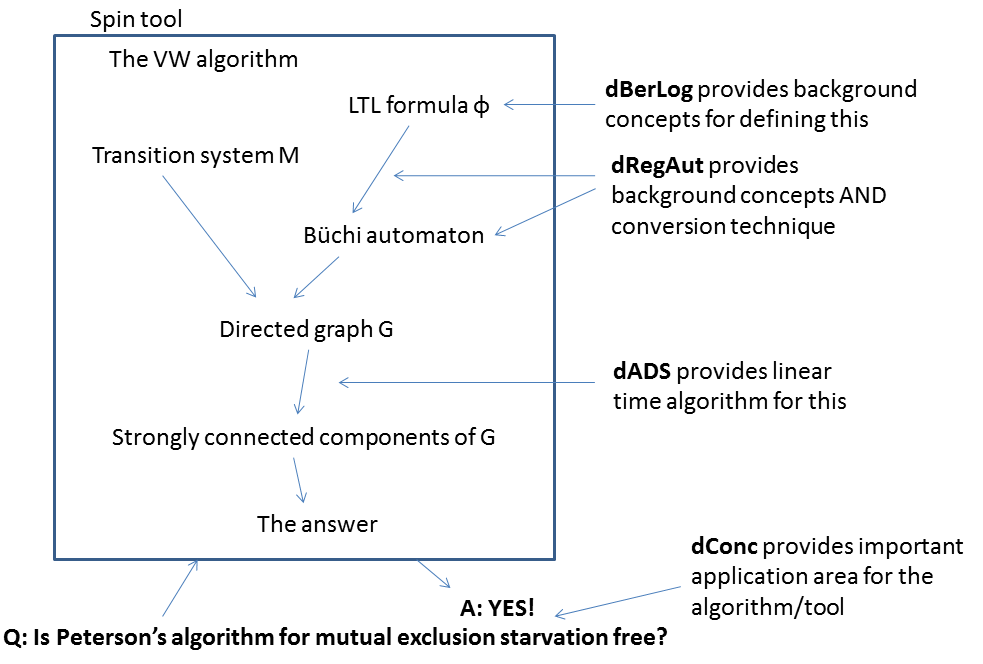 Spin tool
The VW algorithm
LTL formula ϕ
Transition system M
Büchi automaton
Directed graph G
Strongly connected components of G
The answer
dBerLog provides background
concepts for defining this
dRegAut provides
background concepts AND
conversion technique
dADS provides linear
time algorithm for this
dConc provides important
application area for the
algorithm/tool
A: YES!
Q: Is Peterson’s algorithm for mutual exclusion starvation free?